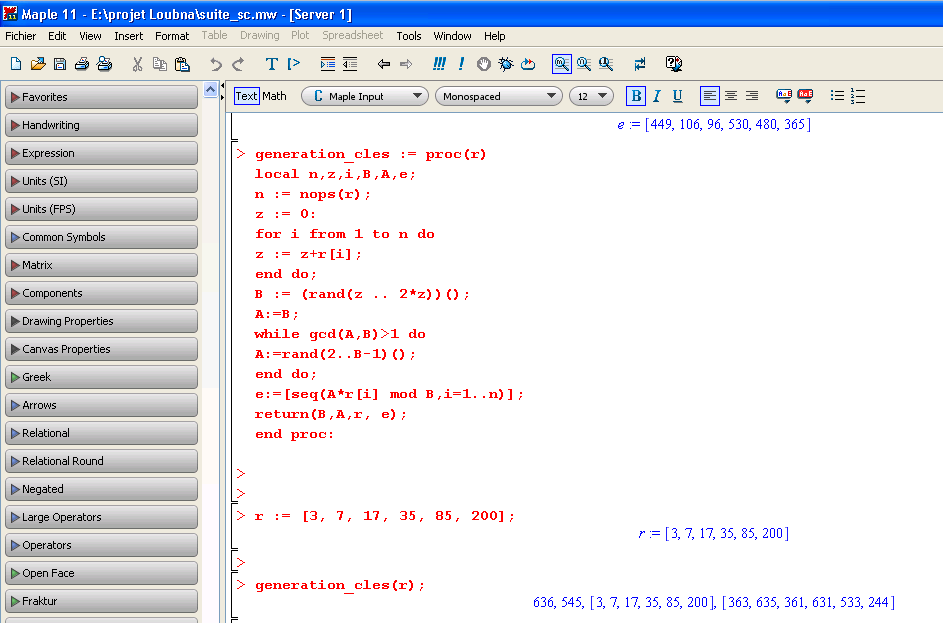 Maple 11 - E:\projet Loubna\suite_sc.mw - [Server 1]
Fichier Edit View Insert Format Table Drawing Plot Spreadsheet Tools Window Help
Text Math C Maple Input Monospaced 12 B I U
Favorites
Handwriting
Expression
Units (SI)
Units (FPS)
Common Symbols
Matrix
Components
Drawing Properties
Canvas Properties
Greek
Arrows
Relational
Relational Round
Negated
Large Operators
Operators
Open Face
Fraktur
e := [449, 106, 96, 530, 480, 365]
> generation_cles := proc(r)
local n,z,i,B,A,e;
n := nops(r);
z := 0:
for i from 1 to n do
z := z+r[i];
end do;
B := (rand(z .. 2*z))();
A:=B;
while gcd(A,B)>1 do
A:=rand(2..B-1)();
end do;
e:=[seq(A*r[i] mod B,i=1..n)];
return(B,A,r, e);
end proc:
>
>
> r := [3, 7, 17, 35, 85, 200];
r := [3, 7, 17, 35, 85, 200]
>
> generation_cles(r);
636, 545, [3, 7, 17, 35, 85, 200], [363, 635, 361, 631, 533, 244]